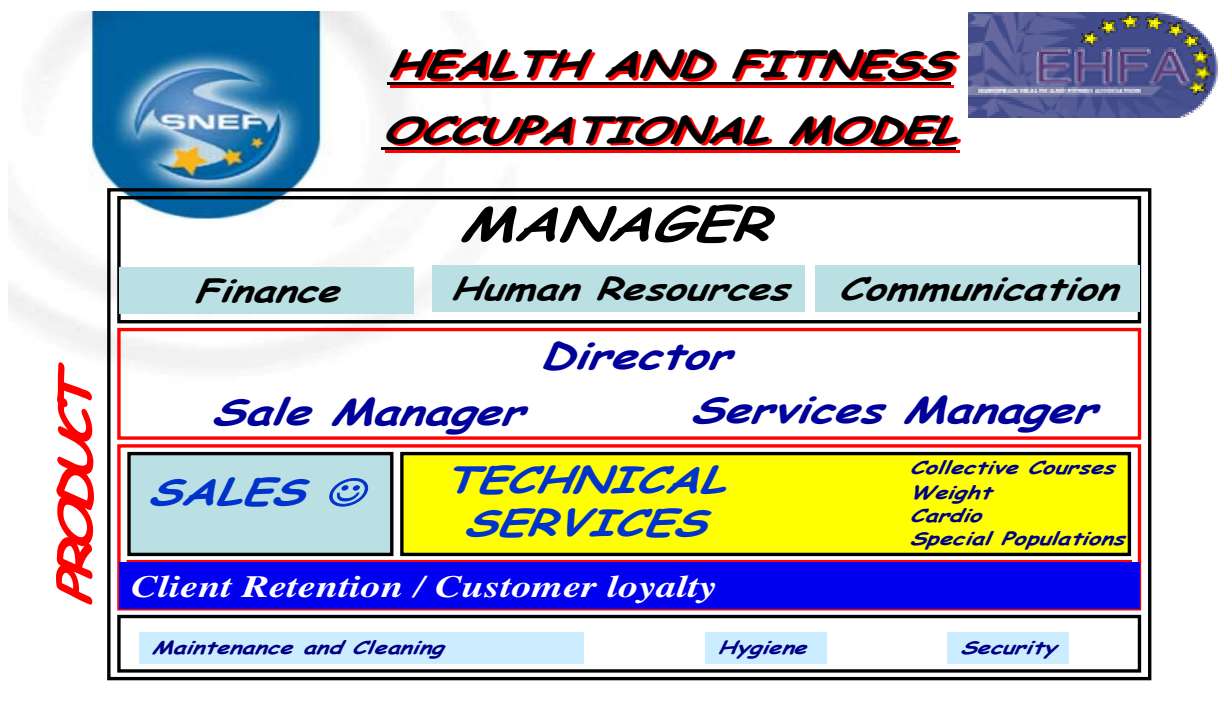 SNEF
HEALTH AND FITNESS
OCCUPATIONAL MODEL
EHFA
MANAGER
Finance Human Resources Communication
Director
Sale Manager Services Manager
PRODUCT
SALES ☺
TECHNICAL
SERVICES
Collective Courses
Weight
Cardio
Special Populations
Client Retention / Customer loyalty
Maintenance and Cleaning Hygiene Security